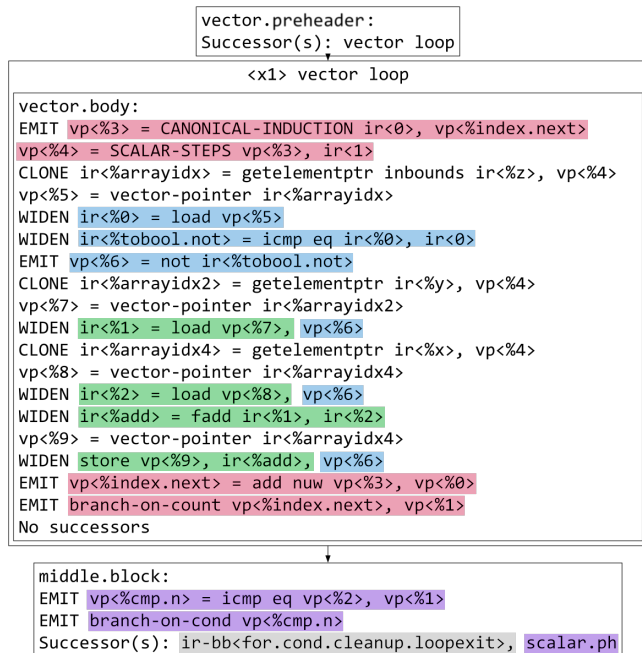 vector.preheader:
Successor(s): vector loop
<x1> vector loop
vector.body:
EMIT vp<%3> = CANONICAL-INDUCTION ir<0>, vp<%index.next>
vp<%4> = SCALAR-STEPS vp<%3>, ir<1>
CLONE ir<%arrayidx> = getelementptr inbounds ir<%z>, vp<%4>
vp<%5> = vector-pointer ir<%arrayidx>
WIDEN ir<%0> = load vp<%5>
WIDEN ir<%tobool.not> = icmp eq ir<%0>, ir<0>
EMIT vp<%6> = not ir<%tobool.not>
CLONE ir<%arrayidx2> = getelementptr ir<%y>, vp<%4>
vp<%7> = vector-pointer ir<%arrayidx2>
WIDEN ir<%1> = load vp<%7>, vp<%6>
CLONE ir<%arrayidx4> = getelementptr ir<%x>, vp<%4>
vp<%8> = vector-pointer ir<%arrayidx4>
WIDEN ir<%2> = load vp<%8>, vp<%6>
WIDEN ir<%add> = fadd ir<%1>, ir<%2>
vp<%9> = vector-pointer ir<%arrayidx4>
WIDEN store vp<%9>, ir<%add>, vp<%6>
EMIT vp<%index.next> = add nuw vp<%3>, vp<%0>
EMIT branch-on-count vp<%index.next>, vp<%1>
No successors
middle.block:
EMIT vp<%cmp.n> = icmp eq vp<%2>, vp<%1>
EMIT branch-on-cond vp<%cmp.n>
Successor(s): ir-bb<for.cond.cleanup.loopexit>, scalar.ph